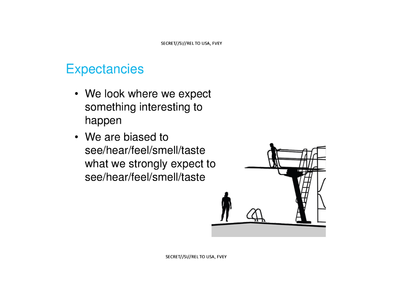 SECRET//SI//REL TO USA, FVEY
Expectancies
• We look where we expect
something interesting to
happen
• We are biased to
see/hear/feel/smell/taste
what we strongly expect to
see/hear/feel/smell/taste
SECRET//SI//REL TO USA, FVEY